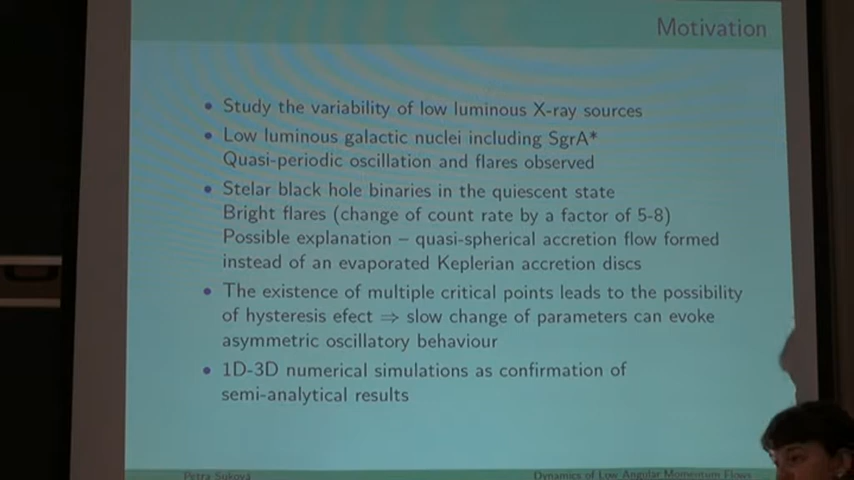 Motivation
• Study the variability of low luminous X-ray sources
• Low luminous galactic nuclei including SgrA*
Quasi-periodic oscillation and flares observed
• Stelar black hole binaries in the quiescent state
Bright flares (change of count rate by a factor of 5-8)
Possible explanation – quasi-spherical accretion flow formed
instead of an evaporated Keplerian accretion discs
• The existence of multiple critical points leads to the possibility
of hysteresis efect ⇒ slow change of parameters can evoke
asymmetric oscillatory behaviour
• 1D-3D numerical simulations as confirmation of
semi-analytical results
Petra Suková
Dynamics of Low Angular Momentum Flows